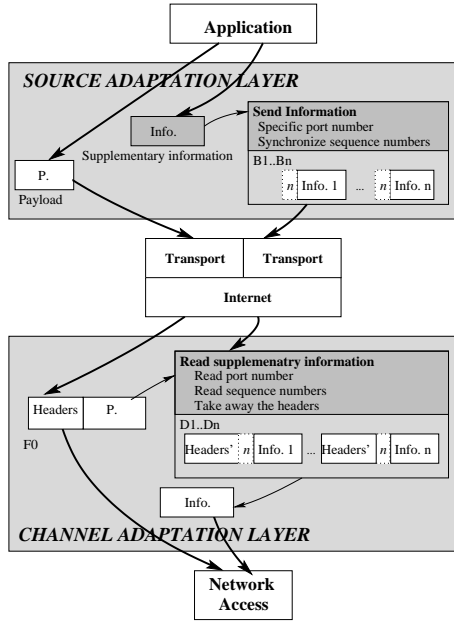 Application
SOURCE ADAPTATION LAYER
Info.
Supplementary information
Send Information
Specific port number
Synchronize sequence numbers
P.
Payload
B1..Bn
n Info. 1 ... n Info. n
Transport Transport
Internet
Read supplemenatry information
Read port number
Read sequence numbers
Take away the headers
Headers P.
F0
D1..Dn
Headers' n Info. 1 ... Headers' n Info. n
Info.
CHANNEL ADAPTATION LAYER
Network
Access